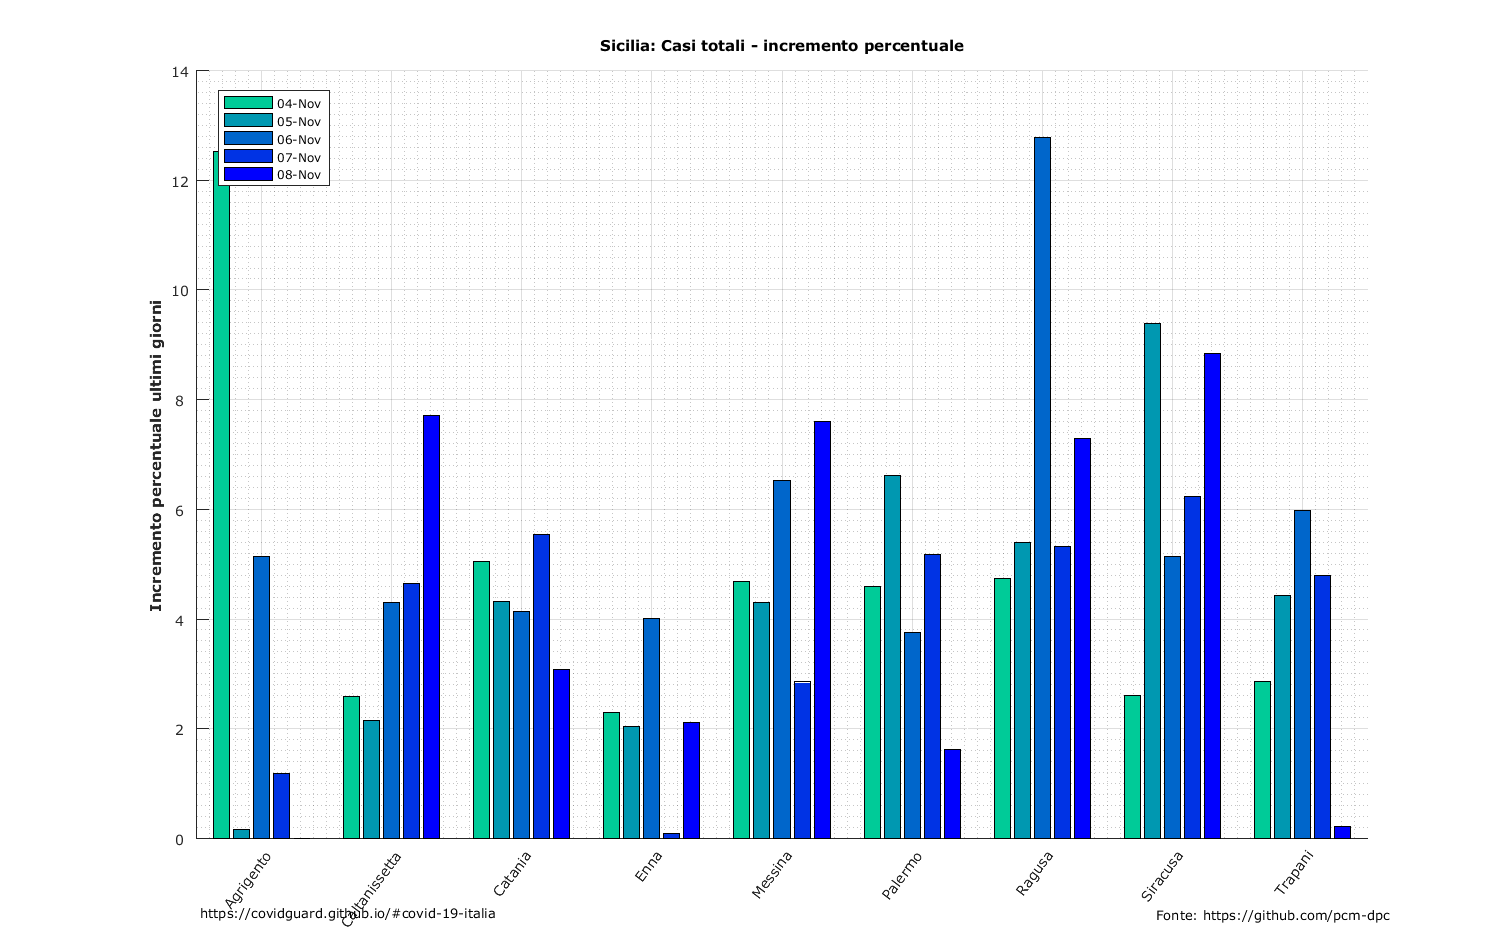 Sicilia: Casi totali - incremento percentuale
Incremento percentuale ultimi giorni
14
12
10
8
6
4
2
0
04-Nov
05-Nov
06-Nov
07-Nov
08-Nov
Agrigento
Caltanissetta
Catania
Enna
Messina
Palermo
Ragusa
Siracusa
Trapani
https://covidguard.github.io/#covid-19-italia
Fonte: https://github.com/pcm-dpc